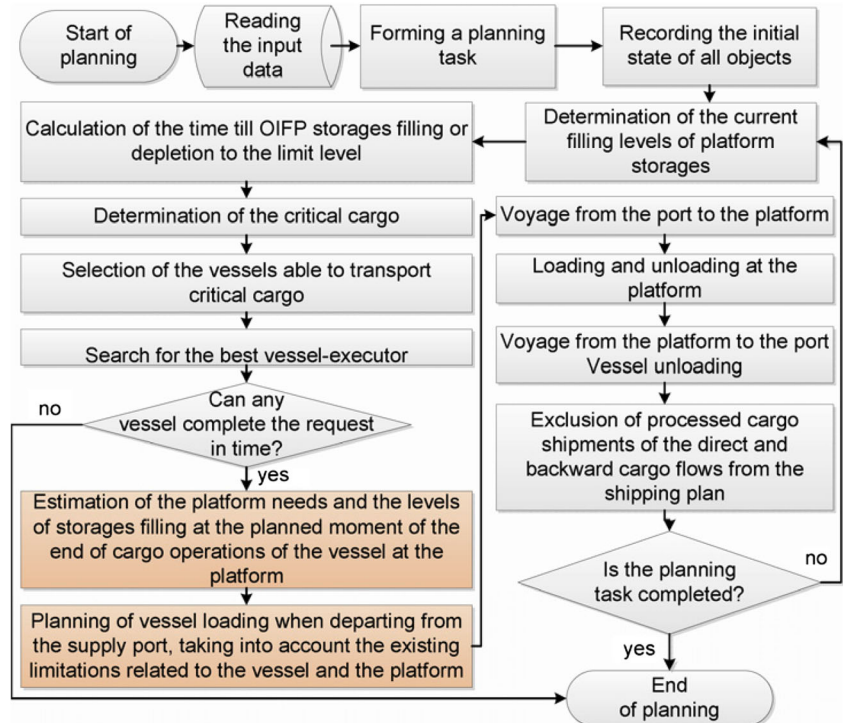 Start of
planning
Reading
the input
data
Forming a planning
task
Recording the initial
state of all objects
Determination of the current
filling levels of platform
storages
Calculation of the time till OIFP storages filling or
depletion to the limit level
Determination of the critical cargo
Selection of the vessels able to transport
critical cargo
Search for the best vessel-executor
Can any
vessel complete the request
in time?
no
yes
Estimation of the platform needs and the levels
of storages filling at the planned moment of the
end of cargo operations of the vessel at the
platform
Planning of vessel loading when departing from
the supply port, taking into account the existing
limitations related to the vessel and the platform
Voyage from the port to the platform
Loading and unloading at the
platform
Voyage from the platform to the port
Vessel unloading
Exclusion of processed cargo
shipments of the direct and
backward cargo flows from the
shipping plan
Is the planning
task completed?
no
yes
End
of planning